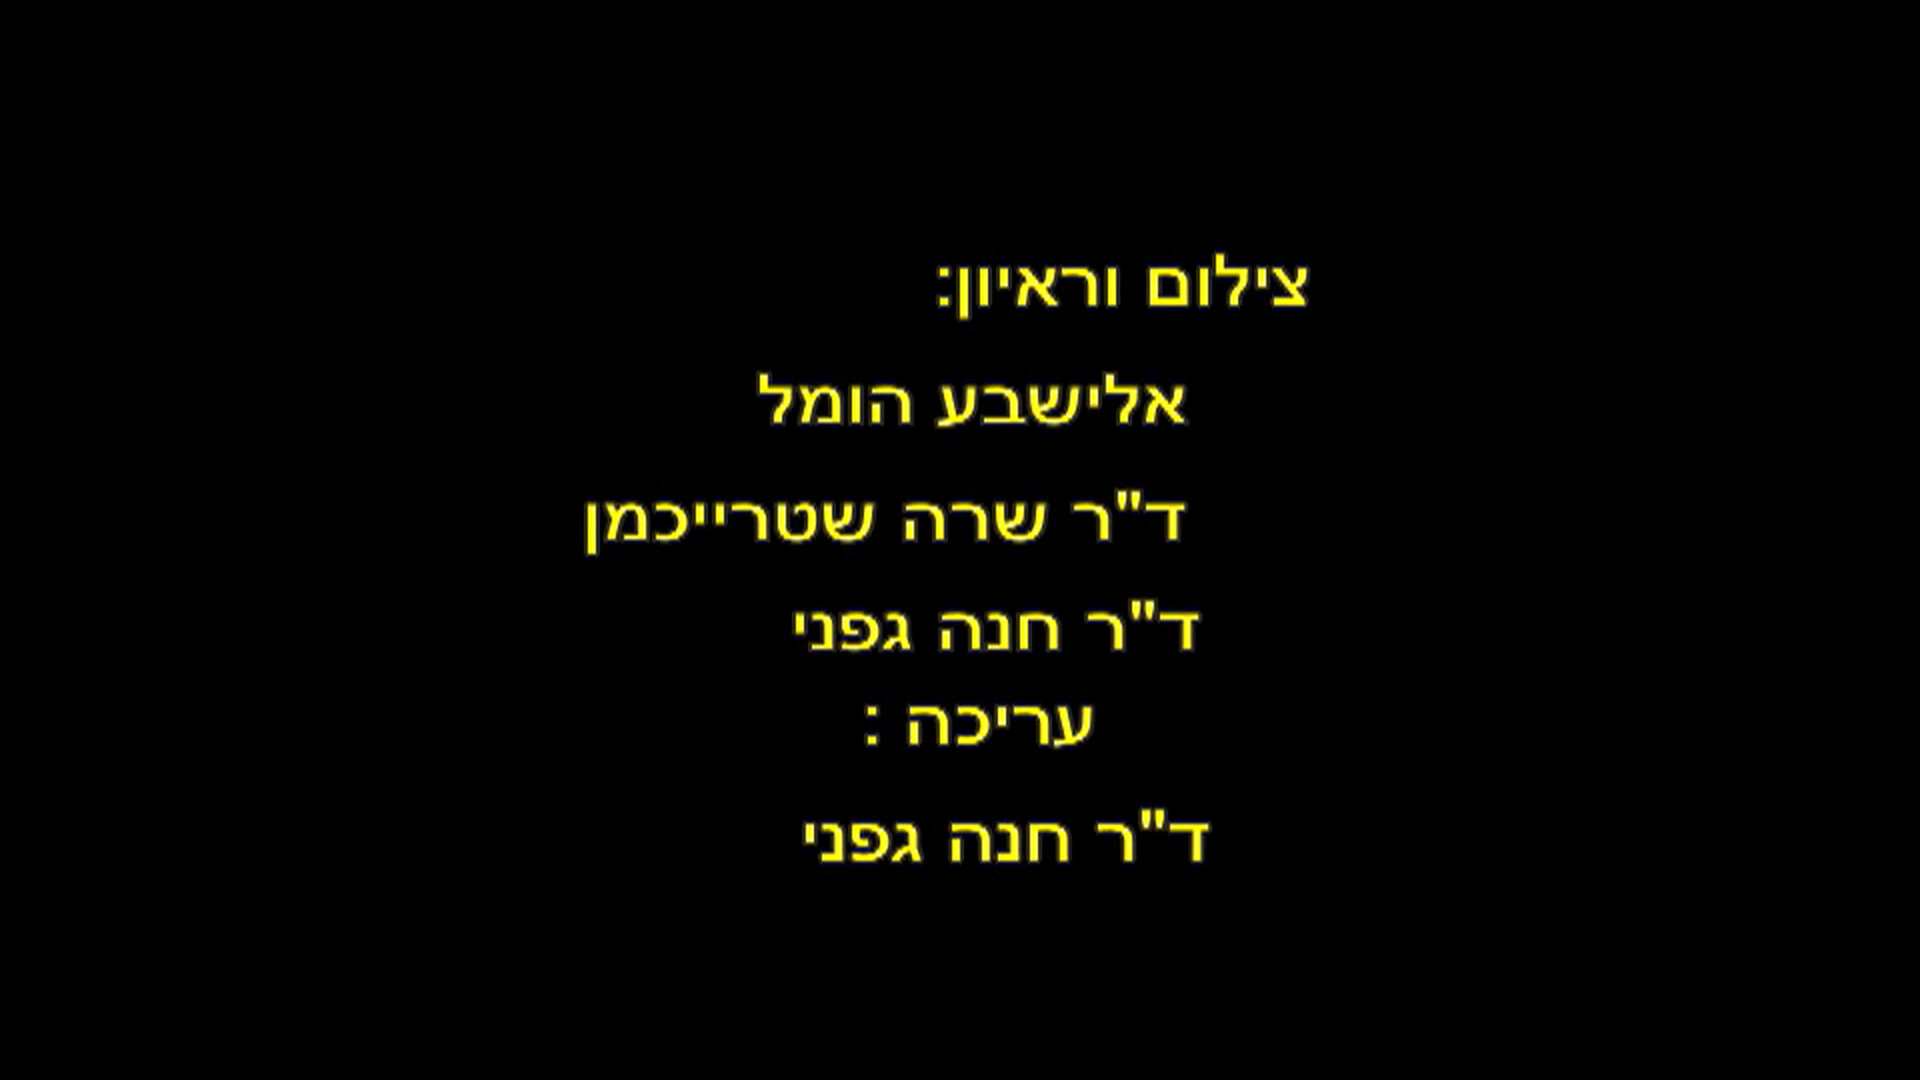 צילום וראיון:
אלישבע הומל
ד"ר שרה שטרייכמן
ד"ר חנה גפני
עריכה :
ד"ר חנה גפני